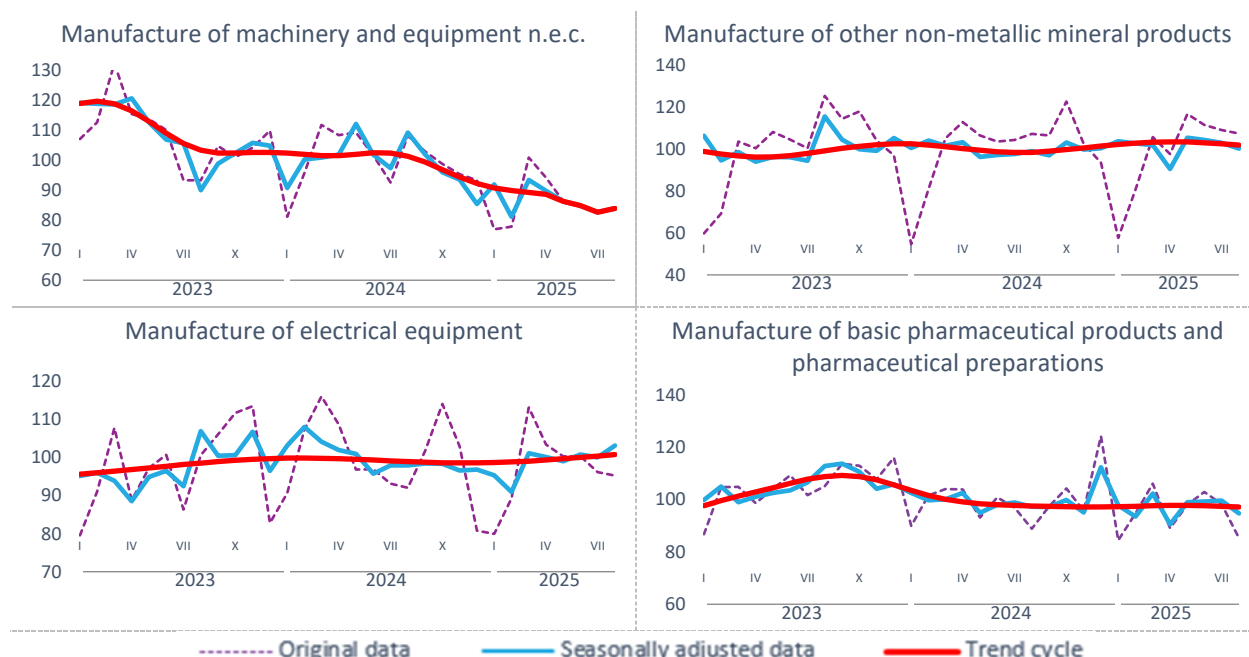 Manufacture of machinery and equipment n.e.c.
130
120
110
100
90
80
70
60
I IV VII X I IV VII X I IV VII
2023 2024 2025
Manufacture of other non-metallic mineral products
140
120
100
80
60
40
I IV VII X I IV VII X I IV VII
2023 2024 2025
Manufacture of electrical equipment
120
110
100
90
80
70
I IV VII X I IV VII X I IV VII
2023 2024 2025
Manufacture of basic pharmaceutical products and
pharmaceutical preparations
140
120
100
80
60
I IV VII X I IV VII X I IV VII
2023 2024 2025
Original data Seasonally adjusted data Trend cycle